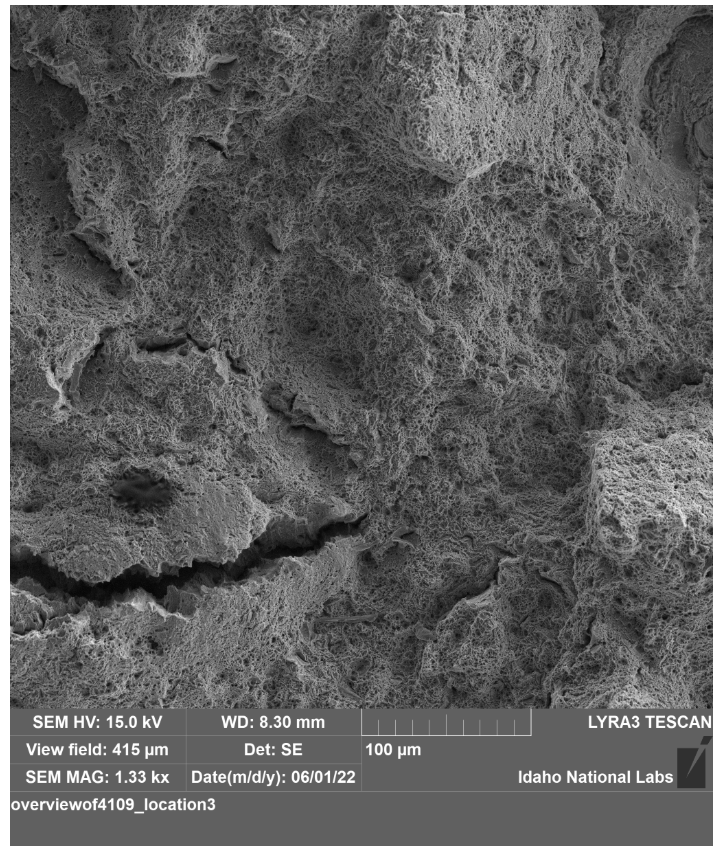 SEM HV: 15.0 kV WD: 8.30 mm LYRA3 TESCAN
View field: 415 µm Det: SE 100 µm
SEM MAG: 1.33 kx Date(m/d/y): 06/01/22 Idaho National Labs
overviewof4109_location3